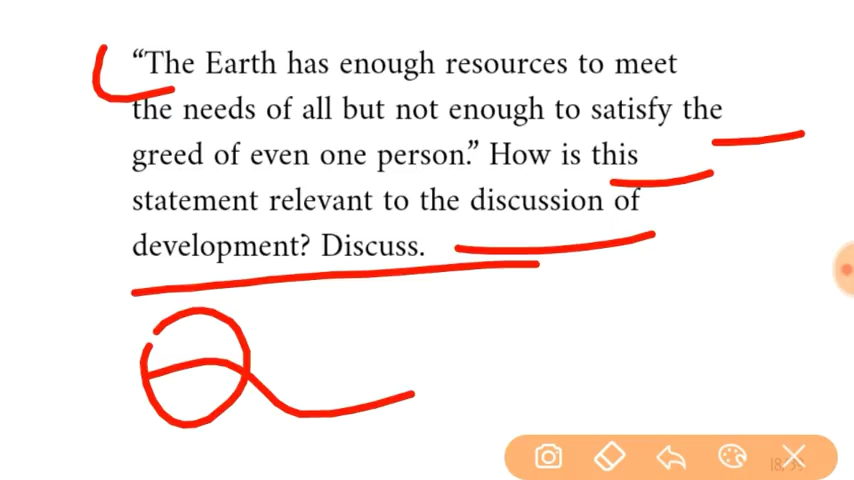 “The Earth has enough resources to meet
the needs of all but not enough to satisfy the
greed of even one person.” How is this
statement relevant to the discussion of
development? Discuss.